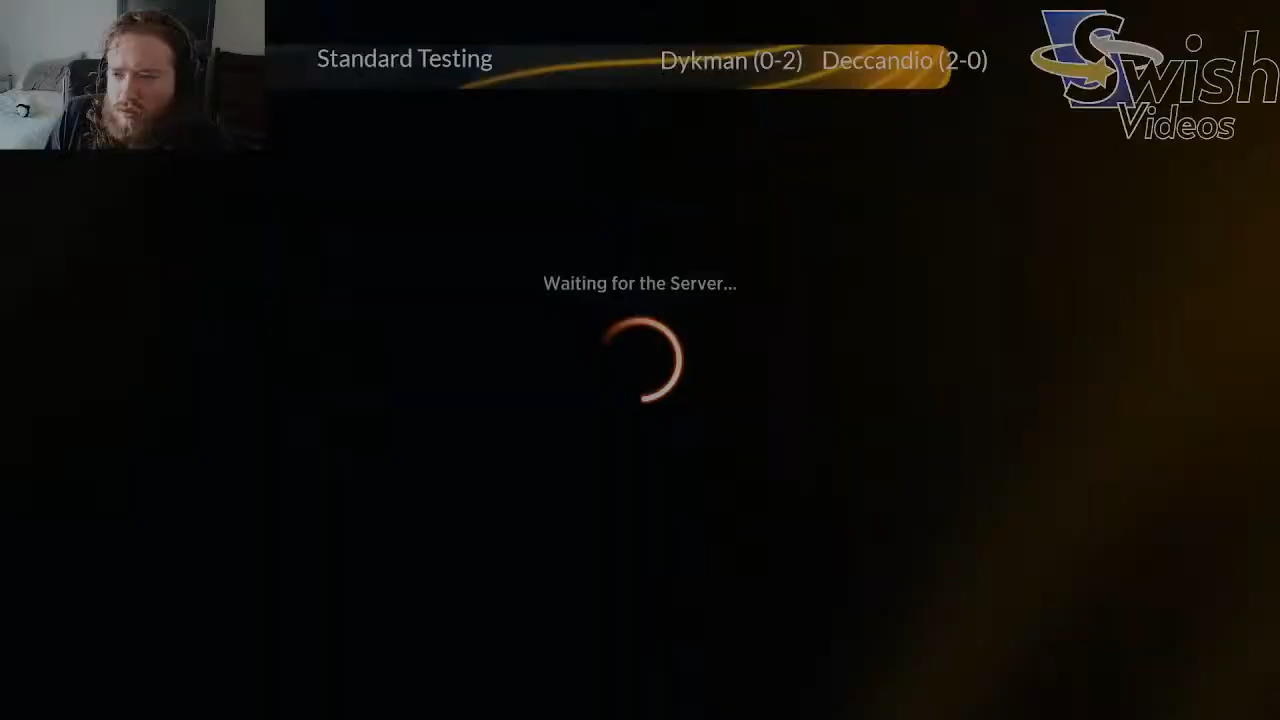 Standard Testing
Dykman (0-2) Deccandio (2-0)
Swish
Videos
Waiting for the Server...